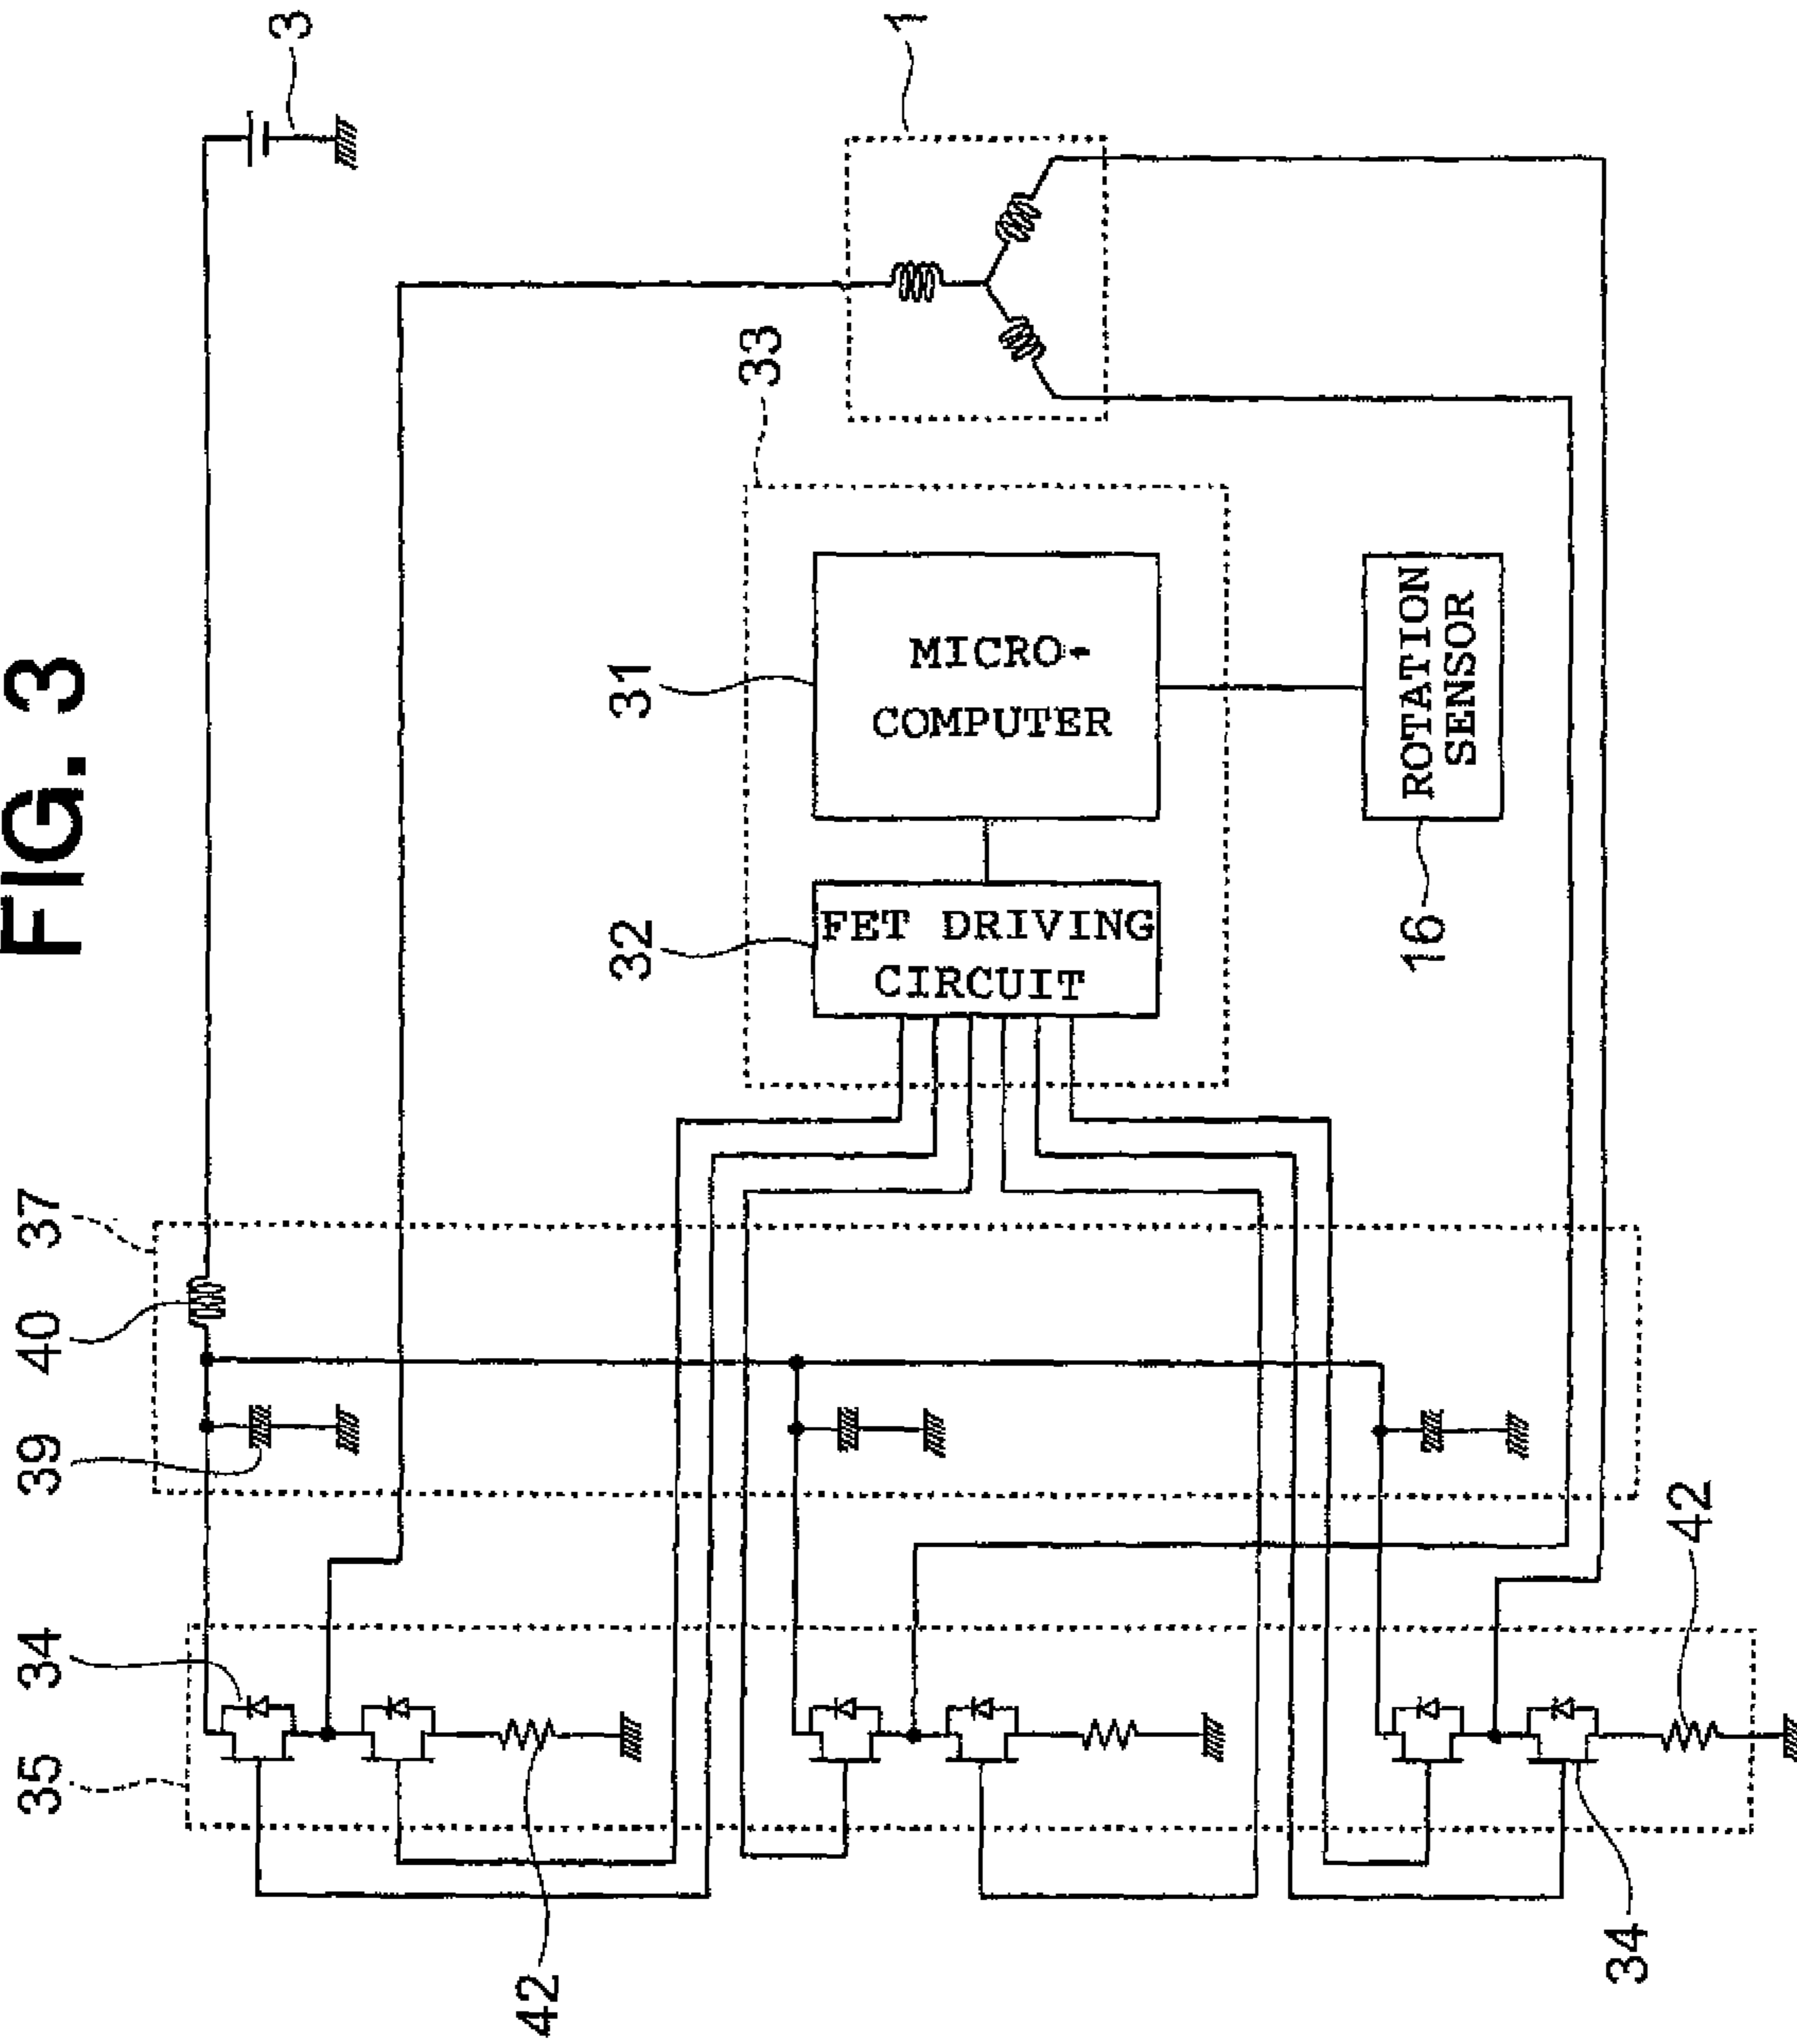 FIG. 3
3
1
33
31
MICRO-
COMPUTER
32
FET DRIVING
CIRCUIT
ROTATION
SENSOR
16
37
40
39
42
34
35
42
34